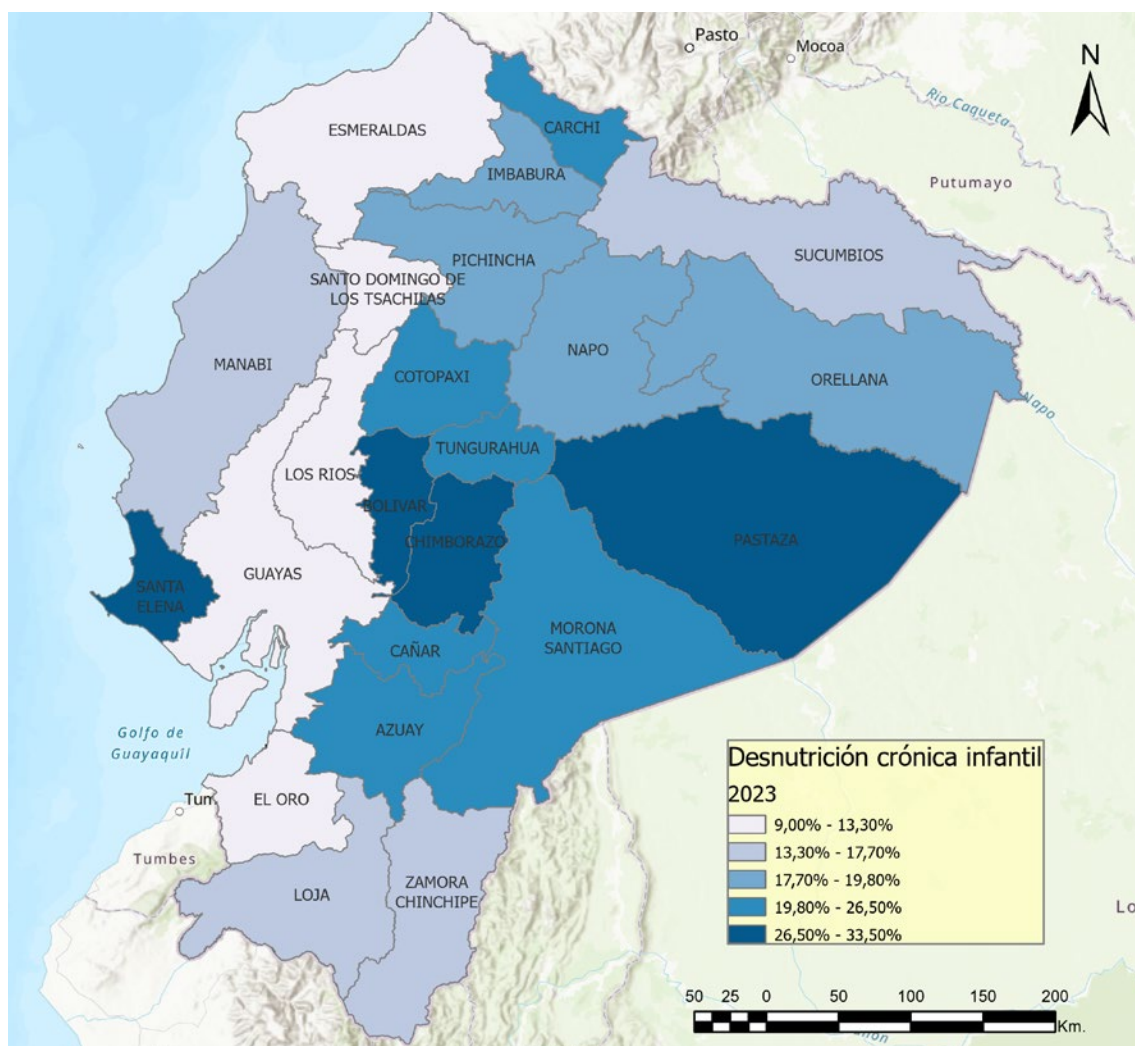 Pasto
Mocoa
N
Rio Caqueta
Putumayo
ESMERALDAS
CARCHI
IMBABURA
SUCUMBIOS
PICHINCHA
SANTO DOMINGO DE
LOS TSACHILAS
MANABI
NAPO
COTOPAXI
ORELLANA
Napo
TUNGURAHUA
LOS RIOS
BOLIVAR
CHIMBORAZO
PASTAZA
GUAYAS
SANTA
ELENA
MORONA
SANTIAGO
CAÑAR
AZUAY
Golfo de
Guayaquil
EL ORO
Tum
Tumbes
LOJA
ZAMORA
CHINCHIPE
Desnutrición crónica infantil
2023
9,00% - 13,30%
13,30% - 17,70%
17,70% - 19,80%
19,80% - 26,50%
26,50% - 33,50%
Lo
50 25 0 50 100 150 200
Km.